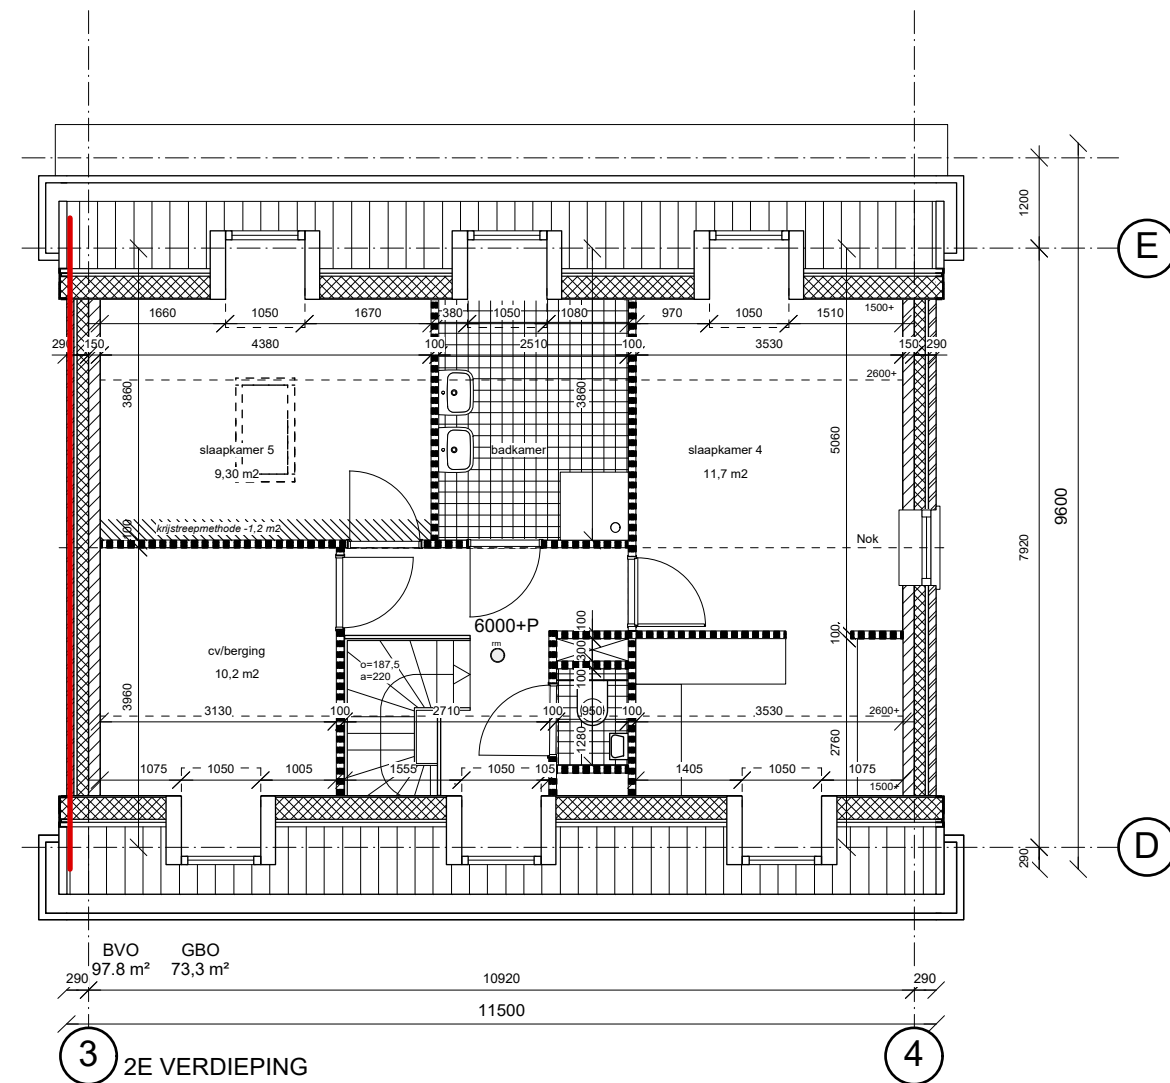 1200
E
1660
1050
1670
380
1050
1080
970
1050
1510
1500+
290
150
4380
100
2510
100
3530
150
290
2600+
3860
3860
5060
9600
slaapkamer 5
9,30 m2
badkamer
slaapkamer 4
11,7 m2
krijstreepmethode -1,2 m2
100
Nok
7920
6000+P
rm
100
300
100
100
cv/berging
10,2 m2
o=187,5
a=220
3960
3130
100
2710
100
950
100
3530
2600+
1280
2760
1075
1050
1005
1555
1050
105
1405
1050
1075
1500+
D
290
BVO
97.8 m²
GBO
73,3 m²
290
10920
290
11500
3
2E VERDIEPING
4